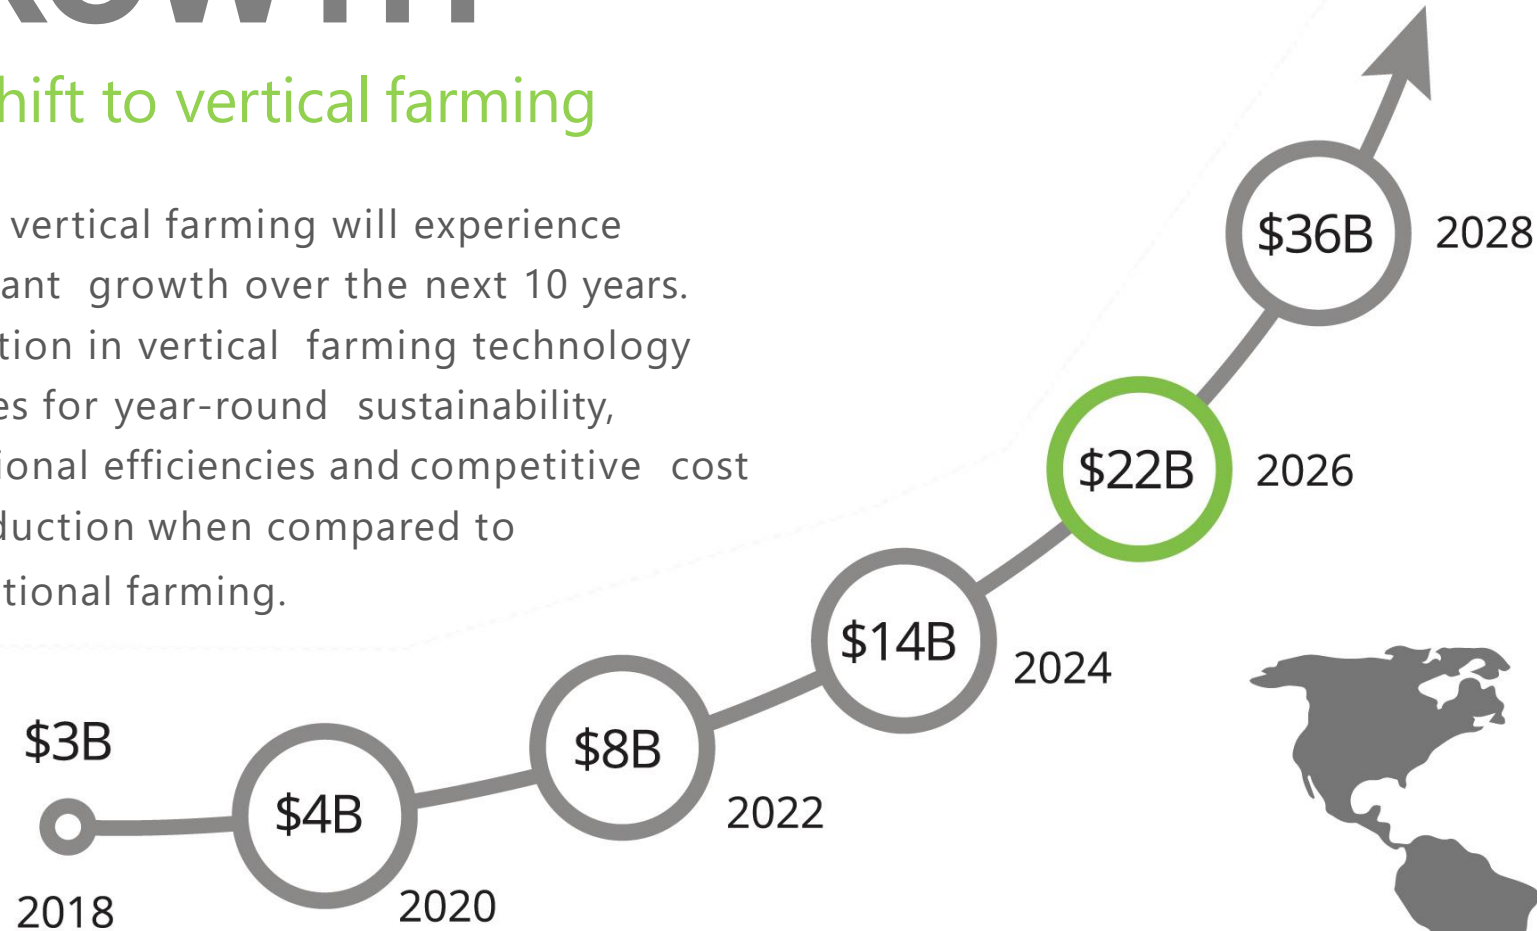 ROWTH
hift to vertical farming
vertical farming will experience
ant growth over the next 10 years.
tion in vertical farming technology
es for year-round sustainability,
ional efficiencies and competitive cost
duction when compared to
tional farming.
$36B 2028
$22B 2026
$14B
2024
$8B
2022
$3B
$4B
2018
2020